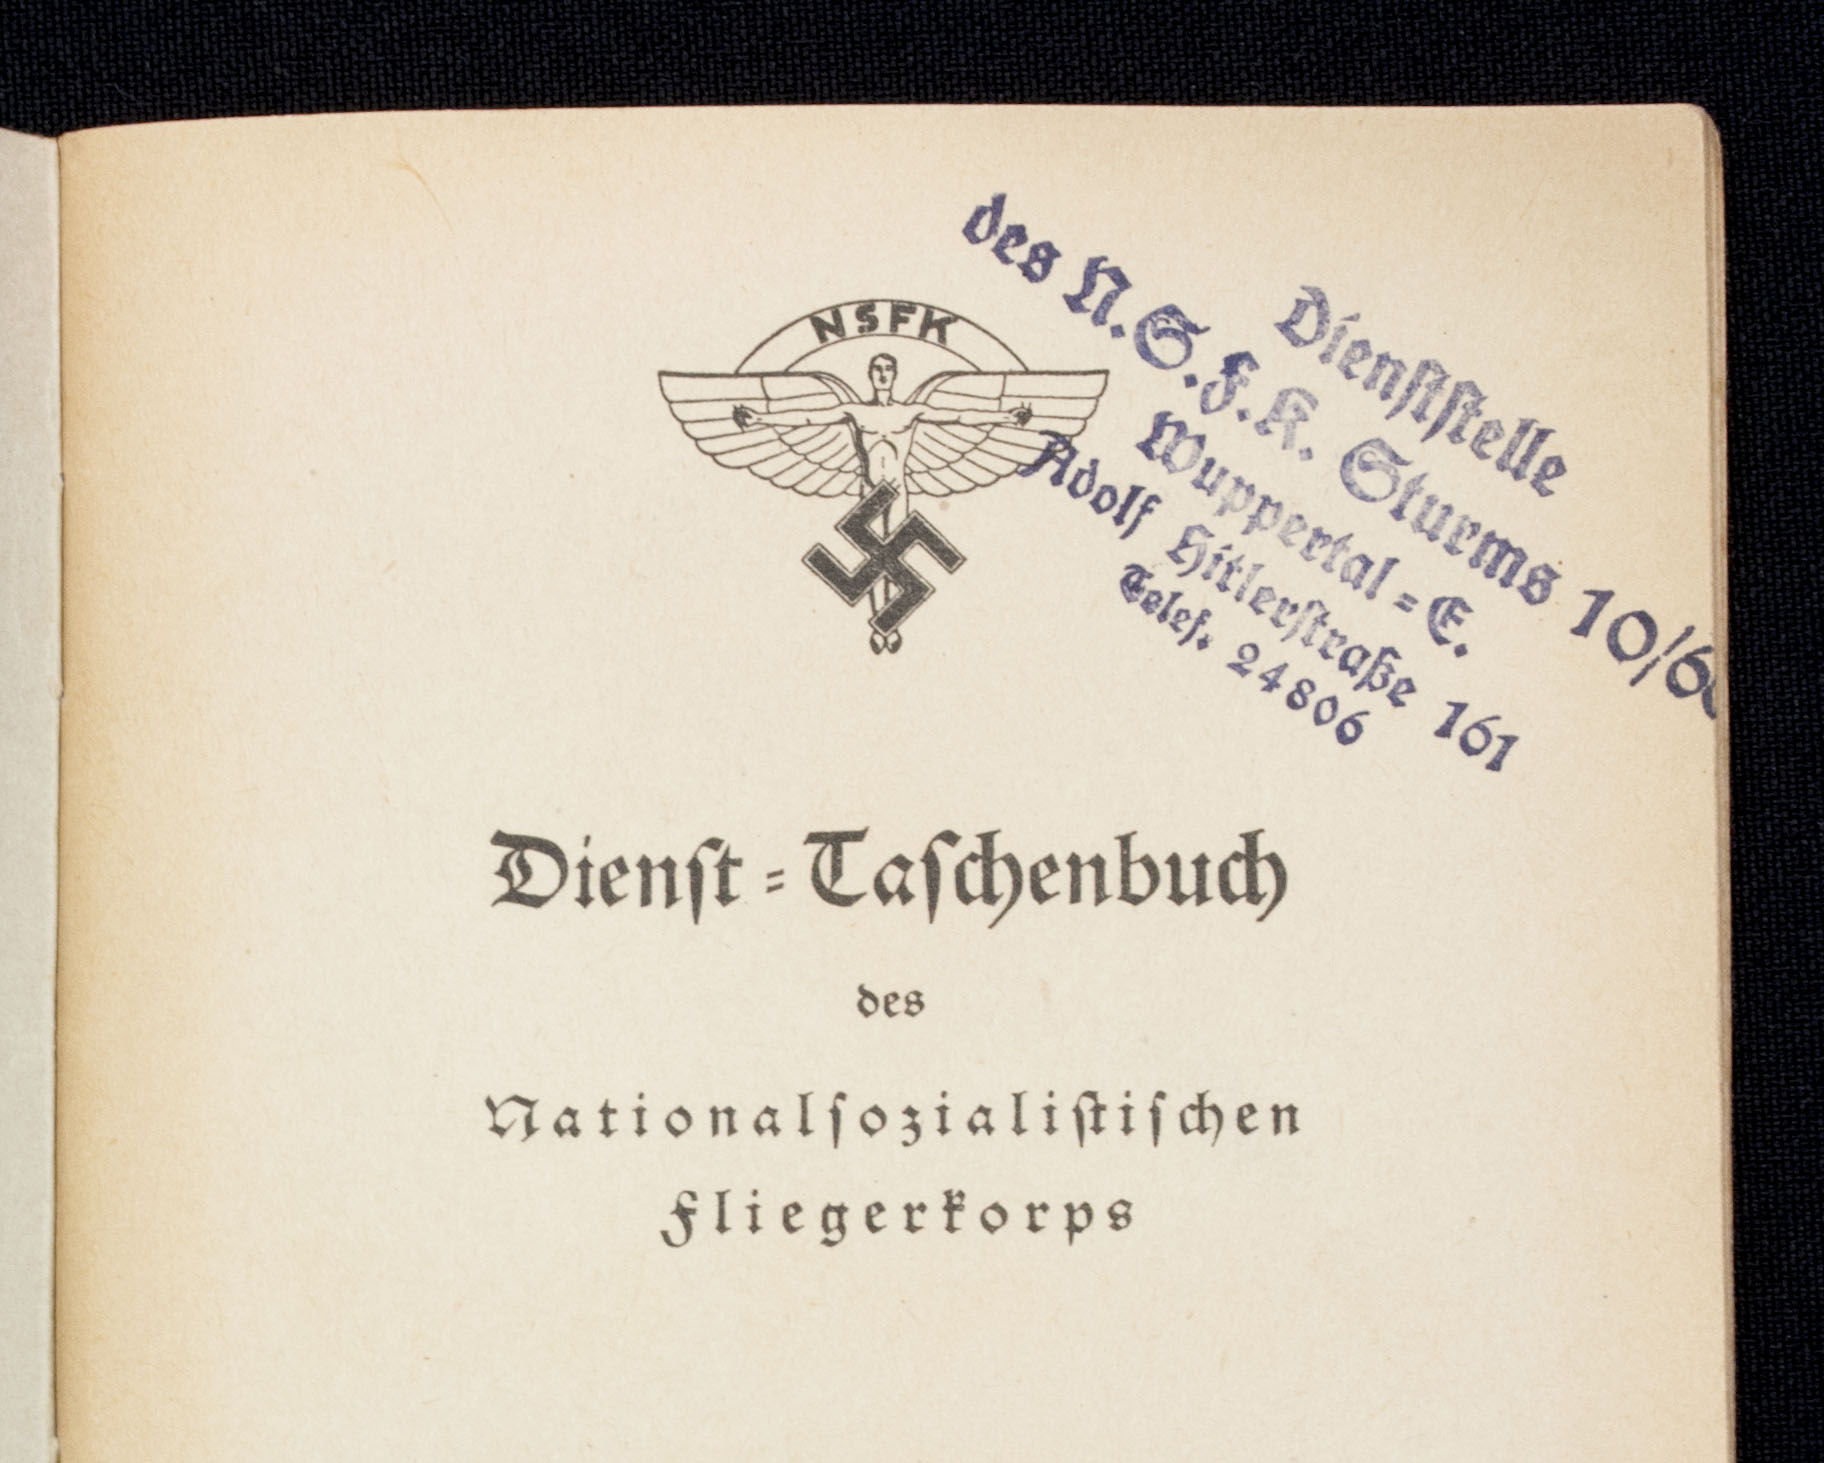 NSFK
Dienststelle
des N.S.F.K. Sturms 10/6
Wuppertal=E.
Adolf Hitlerstraße 161
Telef. 24806
Dienst=Taschenbuch
des
Nationalsozialistischen
Fliegerkorps